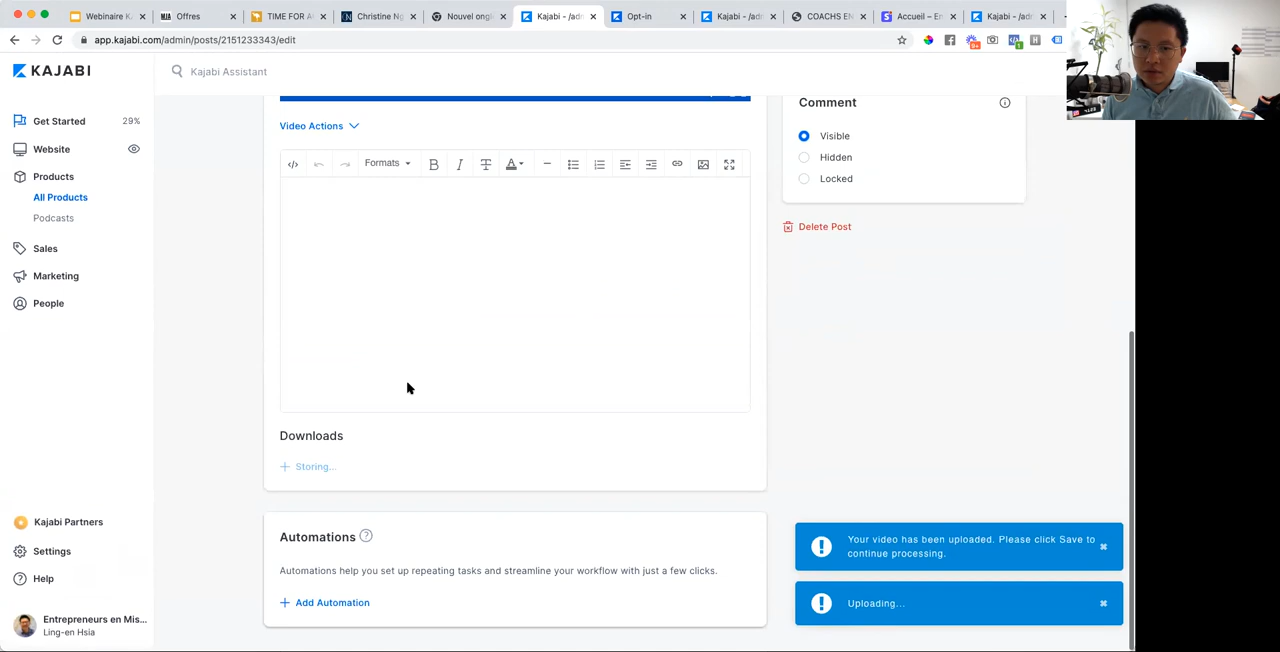 Webinaire K
Offres
TIME FOR A
Christine Ng
Nouvel ongl
Kajabi - /adm
Opt-in
Kajabi - /adm
COACHS EN
Accueil – En
Kajabi - /adm
app.kajabi.com/admin/posts/2151233343/edit
KAJABI
Kajabi Assistant
Get Started 29%
Website
Products
All Products
Podcasts
Sales
Marketing
People
Kajabi Partners
Settings
Help
Entrepreneurs en Mis...
Ling-en Hsia
Video Actions
Formats
Downloads
Storing...
Automations
Automations help you set up repeating tasks and streamline your workflow with just a few clicks.
Add Automation
Comment
Visible
Hidden
Locked
Delete Post
Your video has been uploaded. Please click Save to
continue processing.
Uploading...